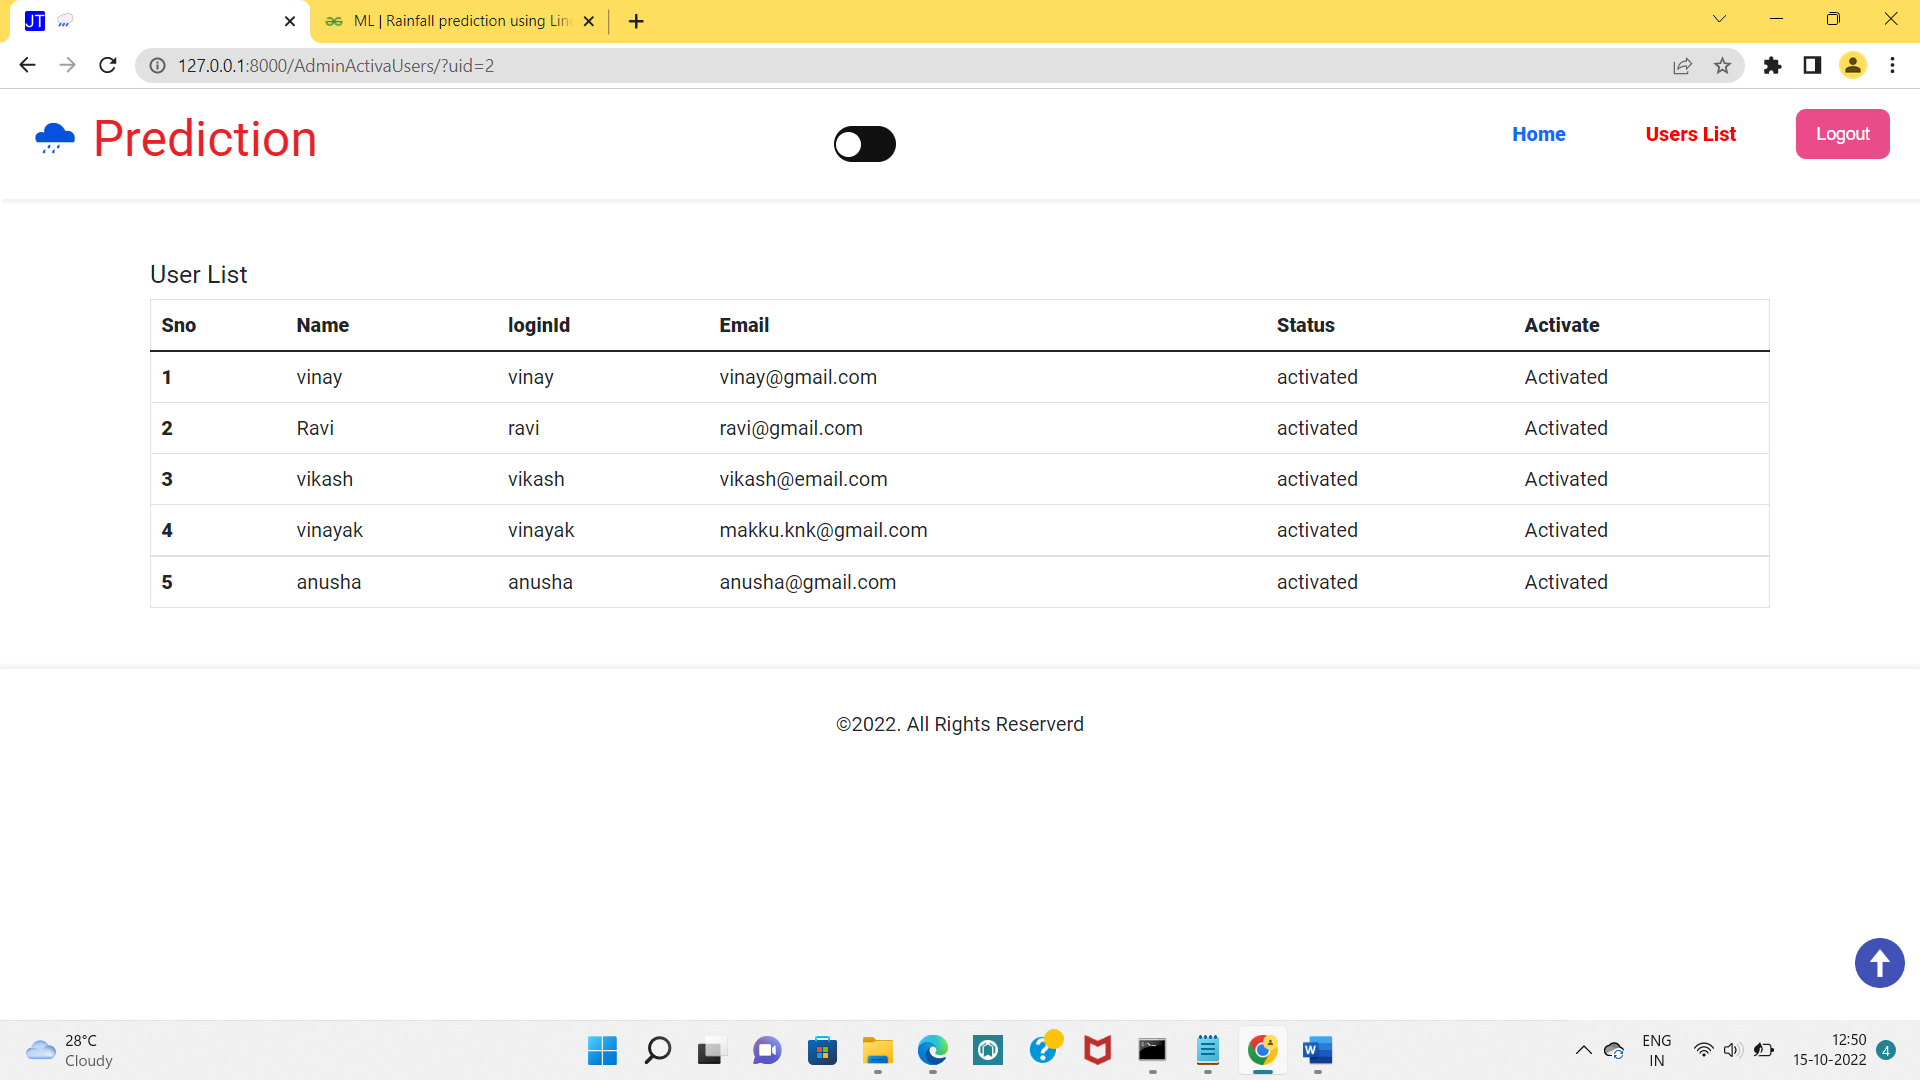 JT
ML | Rainfall prediction using Lin
127.0.0.1:8000/AdminActivaUsers/?uid=2
Prediction
Home
Users List
Logout
User List
Sno Name loginId Email Status Activate
1 vinay vinay vinay@gmail.com activated Activated
2 Ravi ravi ravi@gmail.com activated Activated
3 vikash vikash vikash@email.com activated Activated
4 vinayak vinayak makku.knk@gmail.com activated Activated
5 anusha anusha anusha@gmail.com activated Activated
©2022. All Rights Reserverd
28°C
Cloudy
ENG
IN
12:50
15-10-2022
4